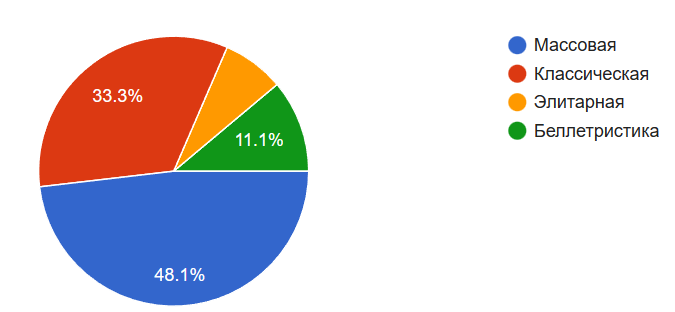 33.3%
11.1%
48.1%
Массовая
Классическая
Элитарная
Беллетристика